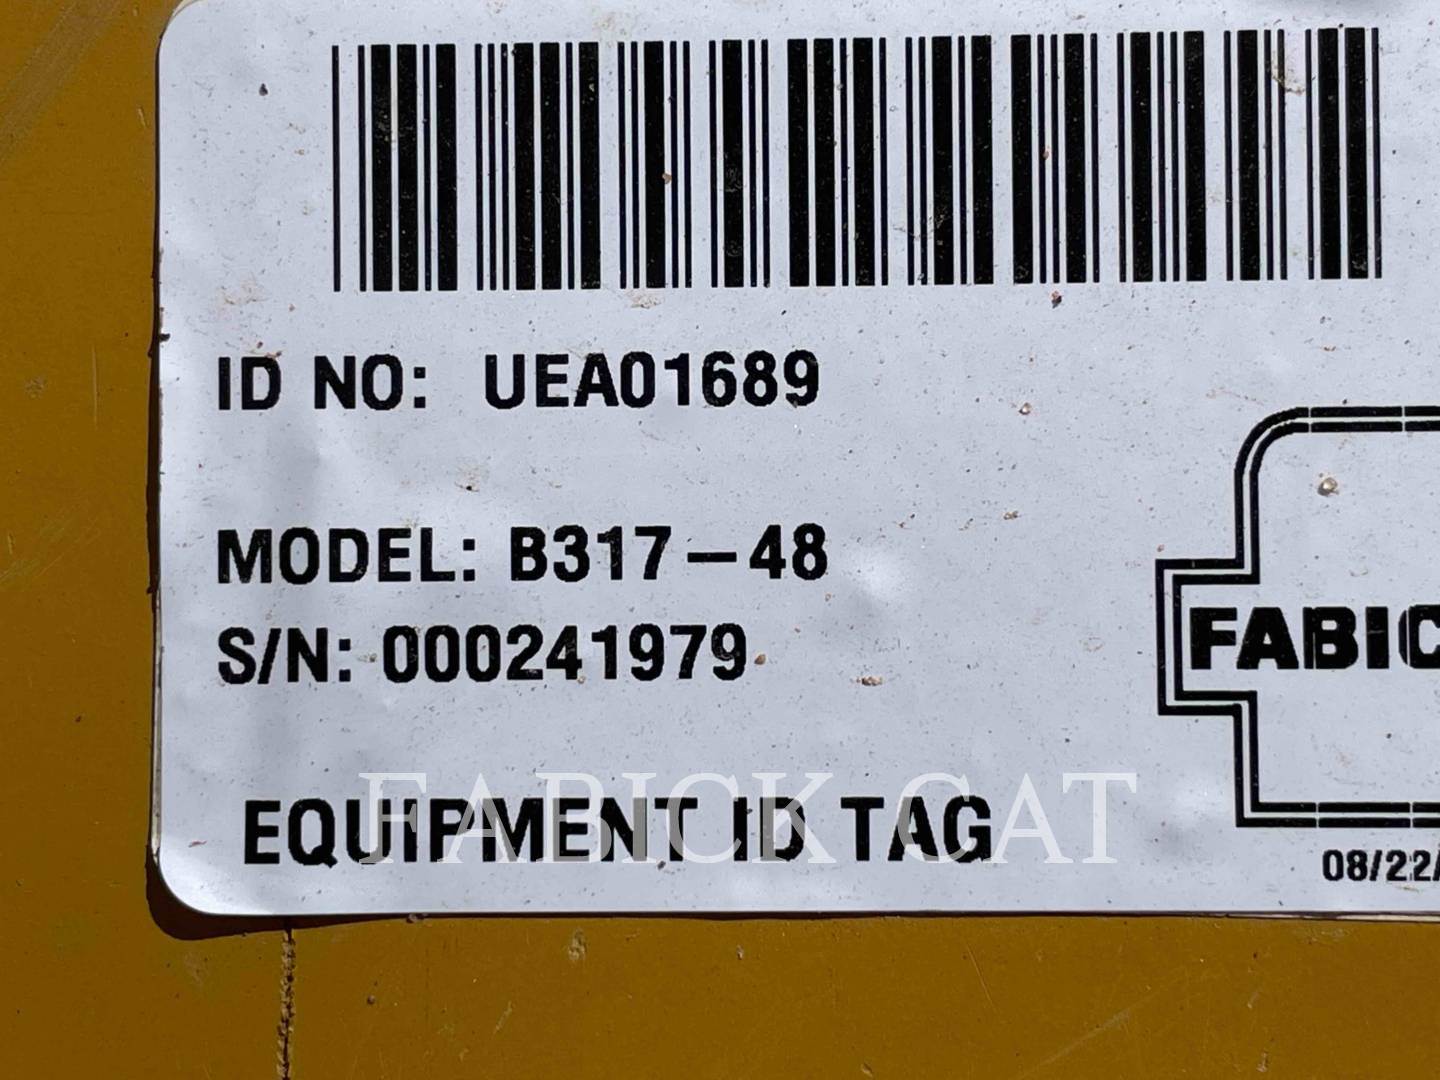 ID NO: UEA01689
MODEL: B317-48
S/N: 000241979
FABIC
FABICK CAT
EQUIPMENT ID TAG
08/22/